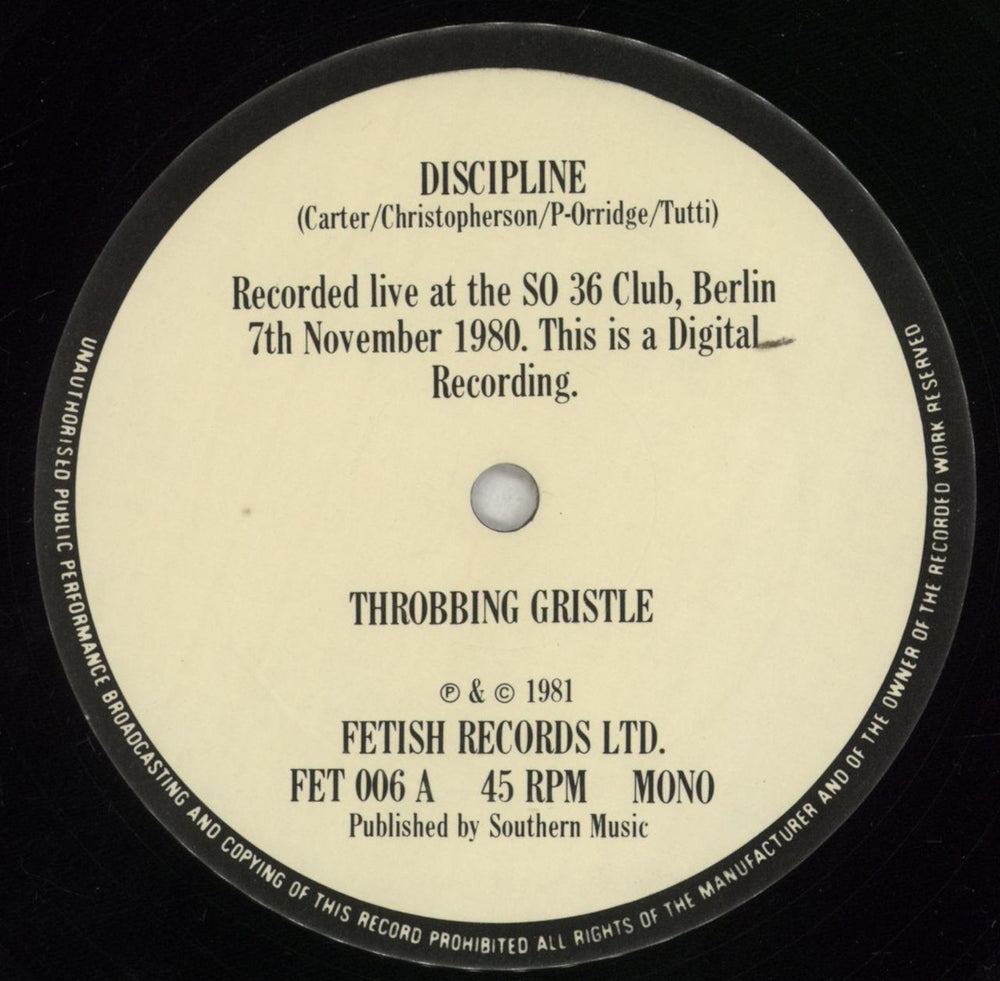 DISCIPLINE
(Carter/Christopherson/P-Orridge/Tutti)
Recorded live at the SO 36 Club, Berlin
7th November 1980. This is a Digital
Recording.
THROBBING GRISTLE
℗ & © 1981
FETISH RECORDS LTD.
FET 006 A 45 RPM MONO
Published by Southern Music
UNAUTHORISED PUBLIC PERFORMANCE BROADCASTING AND COPYING OF THIS RECORD PROHIBITED ALL RIGHTS OF THE MANUFACTURER AND OF THE OWNER OF THE RECORDED WORK RESERVED